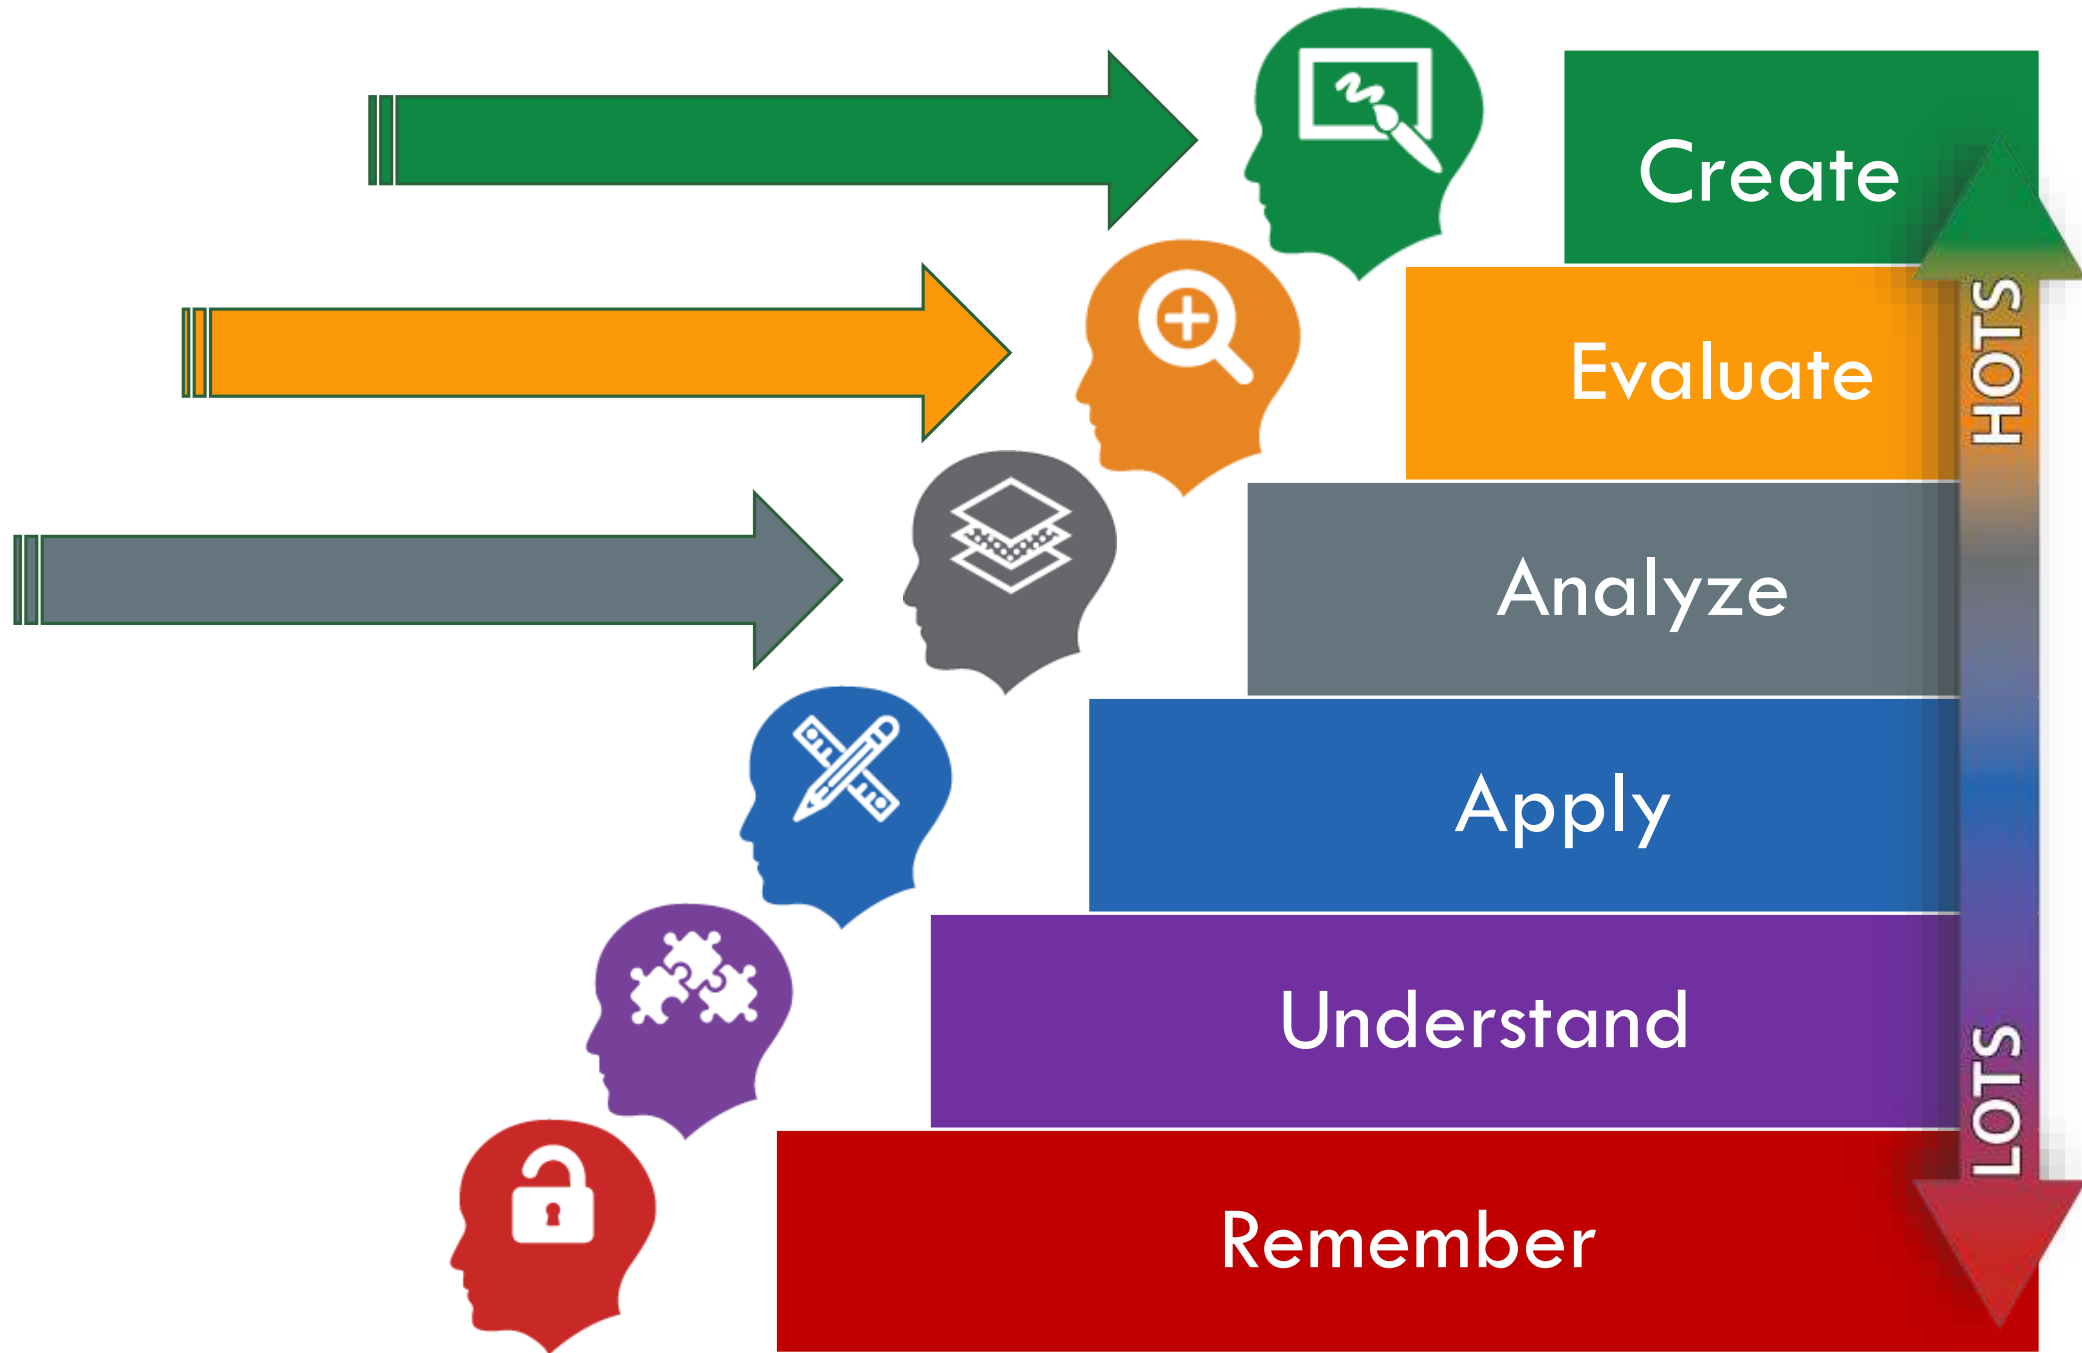 Create
Evaluate
Analyze
Apply
Understand
Remember
HOTS
LOTS